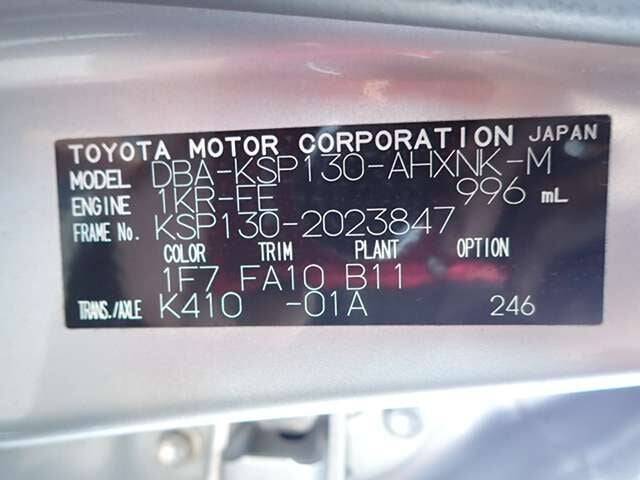 TOYOTA MOTOR CORPORATION JAPAN
MODEL DBA-KSP130-AHXNK-M
ENGINE 1KR-FE 996 mL
FRAME No. KSP130-2023847
COLOR TRIM PLANT OPTION
1F7 FA10 B11
TRANS./AXLE K410 -01A 246